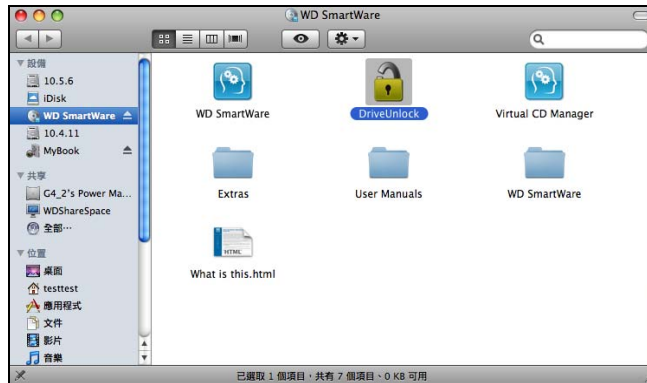 WD SmartWare
設備
10.5.6
iDisk
WD SmartWare
10.4.11
MyBook
共享
G4_2's Power Ma...
WDShareSpace
全部…
位置
桌面
testtest
應用程式
文件
影片
音樂
WD SmartWare
DriveUnlock
Virtual CD Manager
Extras
User Manuals
WD SmartWare
HTML
What is this.html
已選取 1 個項目，共有 7 個項目、0 KB 可用